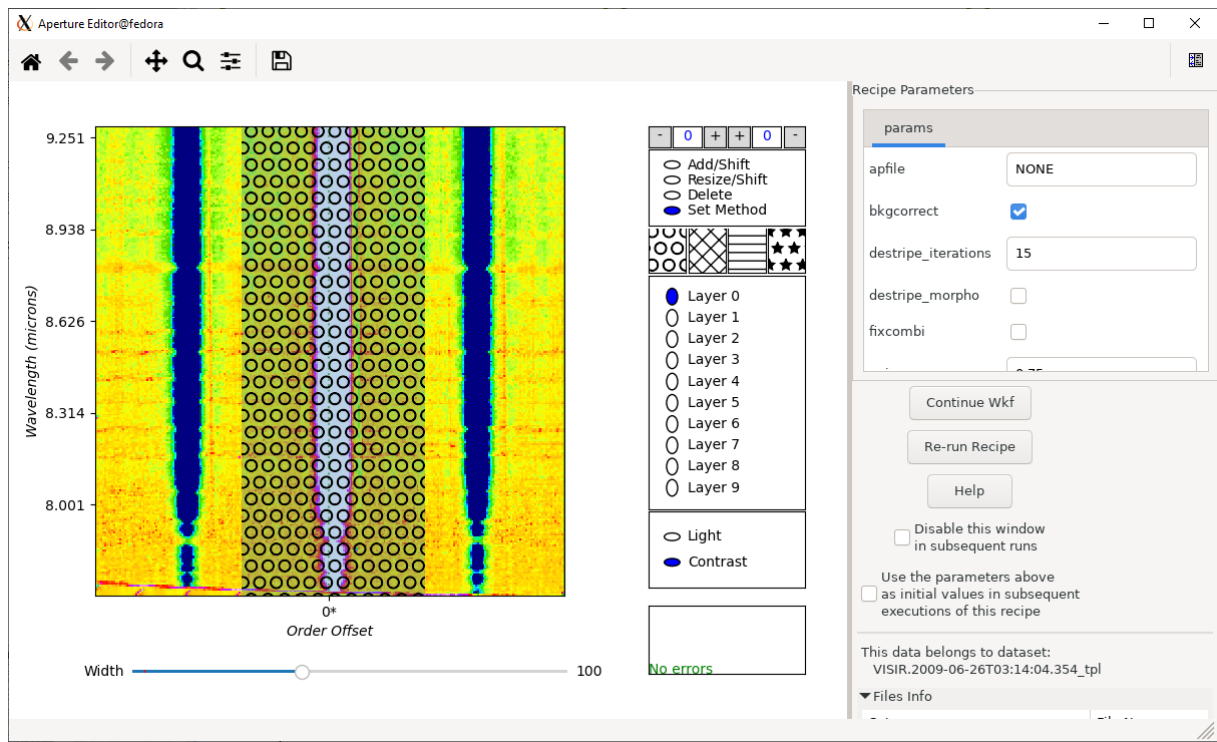 Aperture Editor@fedora
Recipe Parameters
params
apfile NONE
bkgcorrect
destripe_iterations 15
destripe_morpho
fixcombi
9.251
8.938
8.626
8.314
8.001
Wavelength (microns)
0*
Order Offset
Width 100
- 0 + + 0 -
Add/Shift
Resize/Shift
Delete
Set Method
Layer 0
Layer 1
Layer 2
Layer 3
Layer 4
Layer 5
Layer 6
Layer 7
Layer 8
Layer 9
Light
Contrast
No errors
Continue Wkf
Re-run Recipe
Help
Disable this window
in subsequent runs
Use the parameters above
as initial values in subsequent
executions of this recipe
This data belongs to dataset:
VISIR.2009-06-26T03:14:04.354_tpl
Files Info